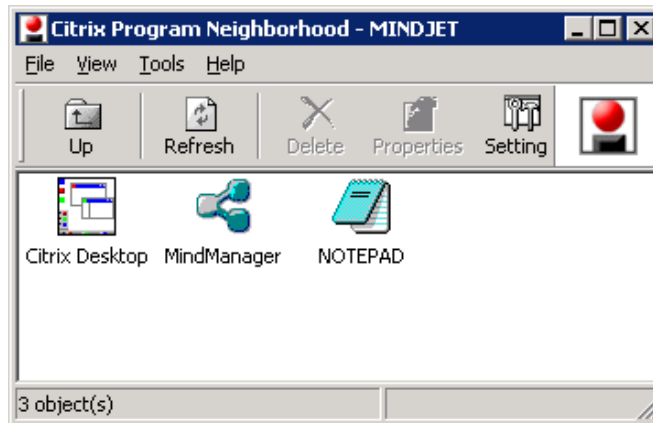 Citrix Program Neighborhood - MINDJET
File View Tools Help
Up Refresh Delete Properties Setting
Citrix Desktop MindManager NOTEPAD
3 object(s)